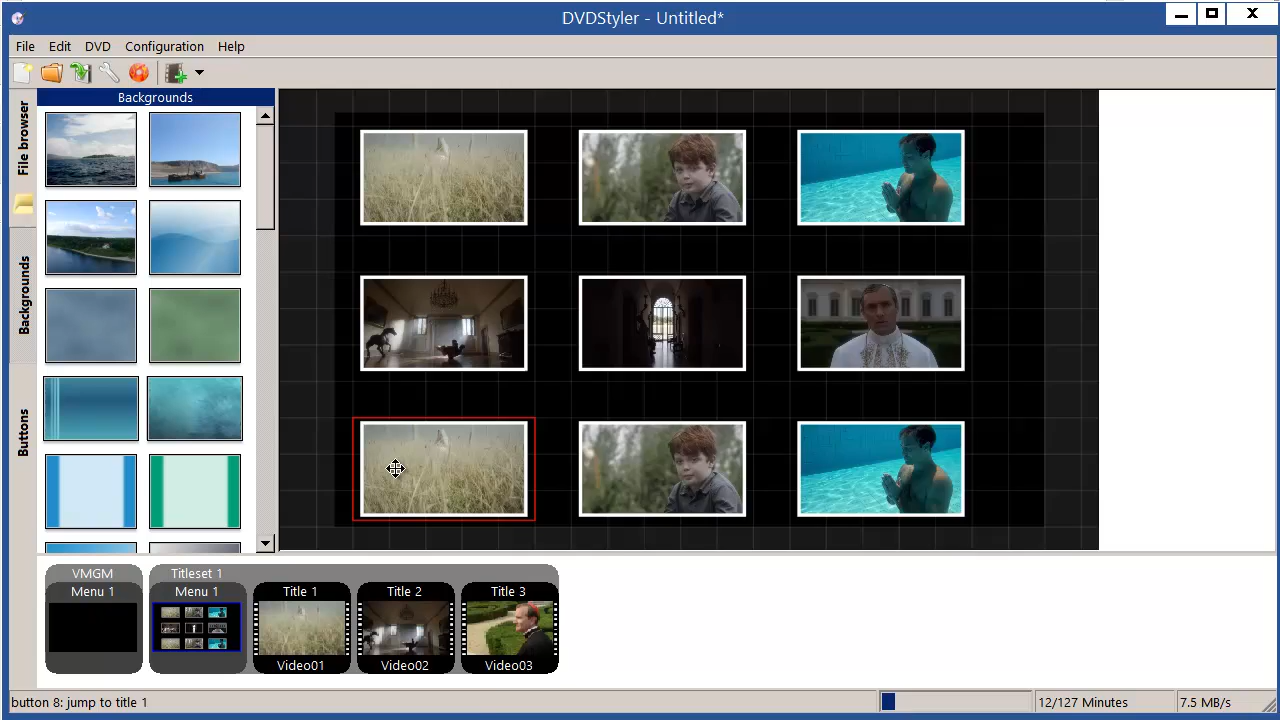 DVDStyler - Untitled*
File Edit DVD Configuration Help
Backgrounds
File browser
Backgrounds
Buttons
VMGM
Titleset 1
Menu 1
Menu 1
Title 1
Title 2
Title 3
Video01
Video02
Video03
button 8: jump to title 1
12/127 Minutes
7.5 MB/s